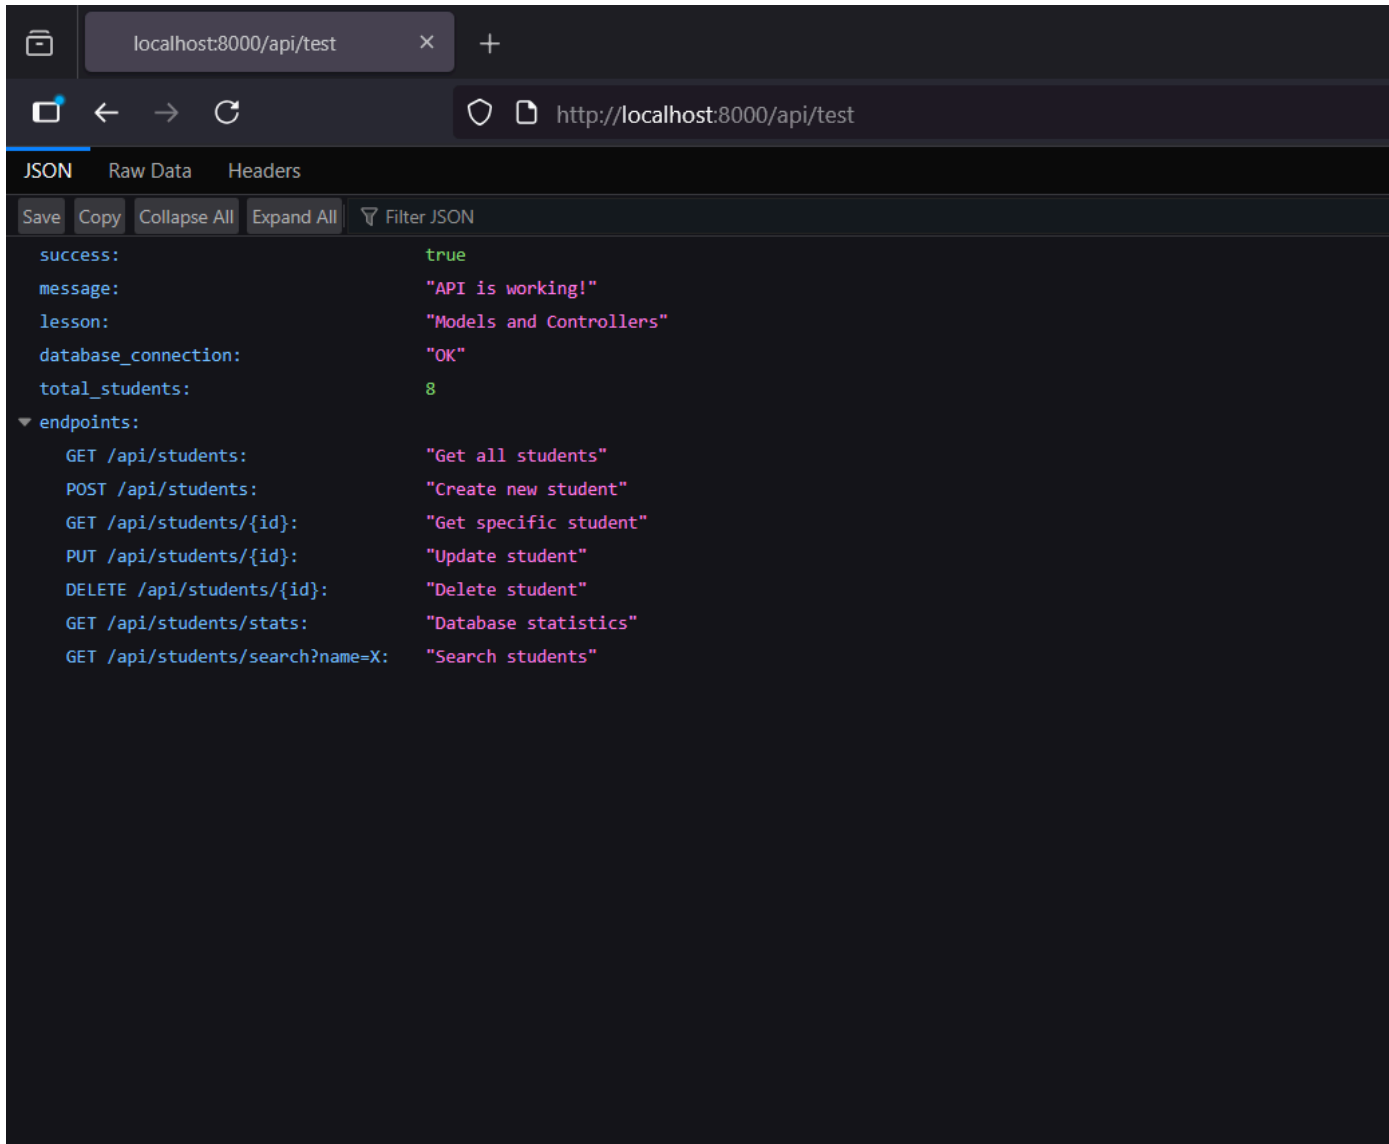 localhost:8000/api/test
http://localhost:8000/api/test
JSON Raw Data Headers
Save Copy Collapse All Expand All Filter JSON
success: true
message: "API is working!"
lesson: "Models and Controllers"
database_connection: "OK"
total_students: 8
endpoints:
GET /api/students: "Get all students"
POST /api/students: "Create new student"
GET /api/students/{id}: "Get specific student"
PUT /api/students/{id}: "Update student"
DELETE /api/students/{id}: "Delete student"
GET /api/students/stats: "Database statistics"
GET /api/students/search?name=X: "Search students"